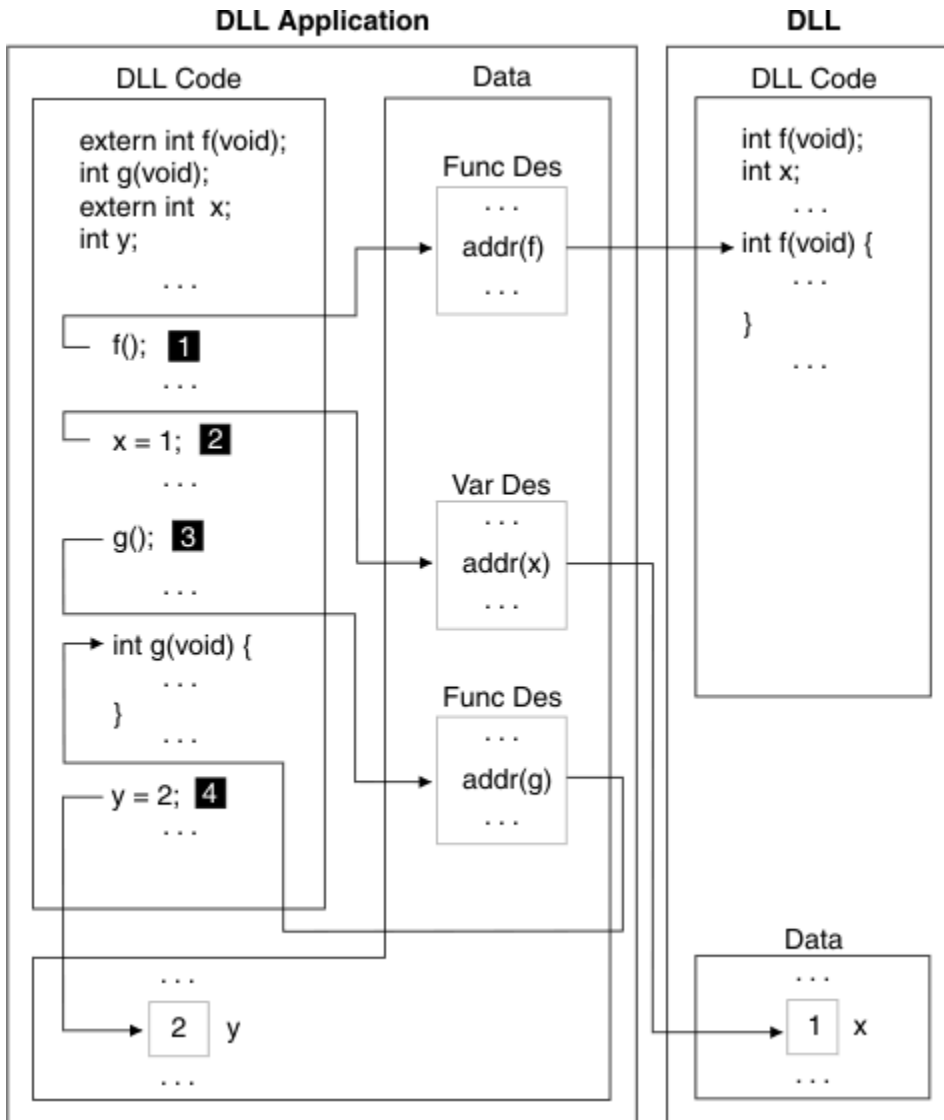 DLL Application
DLL Code
extern int f(void);
int g(void);
extern int x;
int y;
. . .
f(); 1
. . .
x = 1; 2
. . .
g(); 3
. . .
int g(void) {
. . .
}
. . .
y = 2; 4
. . .
Data
Func Des
. . .
addr(f)
. . .
Var Des
. . .
addr(x)
. . .
Func Des
. . .
addr(g)
. . .
. . .
2 y
. . .
DLL
DLL Code
int f(void);
int x;
. . .
int f(void) {
. . .
}
. . .
Data
. . .
1 x
. . .